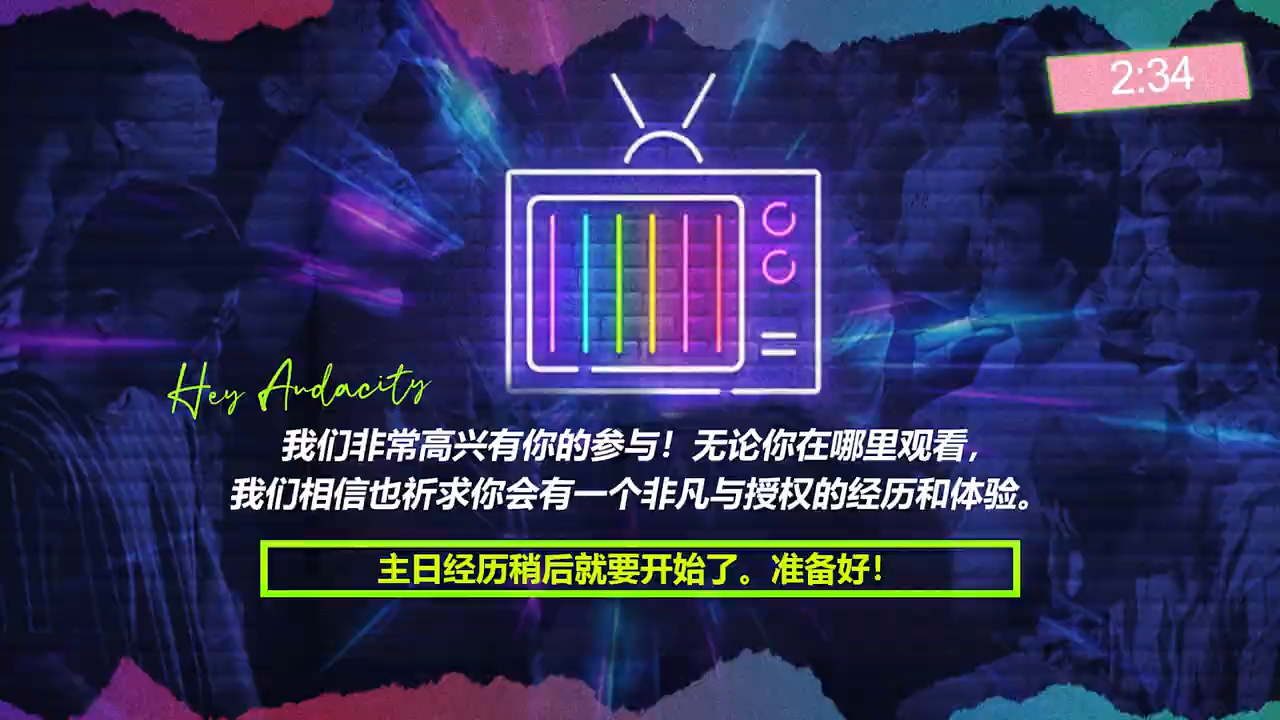 2:34
Hey Audacity
我们非常高兴有你的参与！无论你在哪里观看，
我们相信也祈求你会有一个非凡与授权的经历和体验。
主日经历稍后就要开始了。准备好！